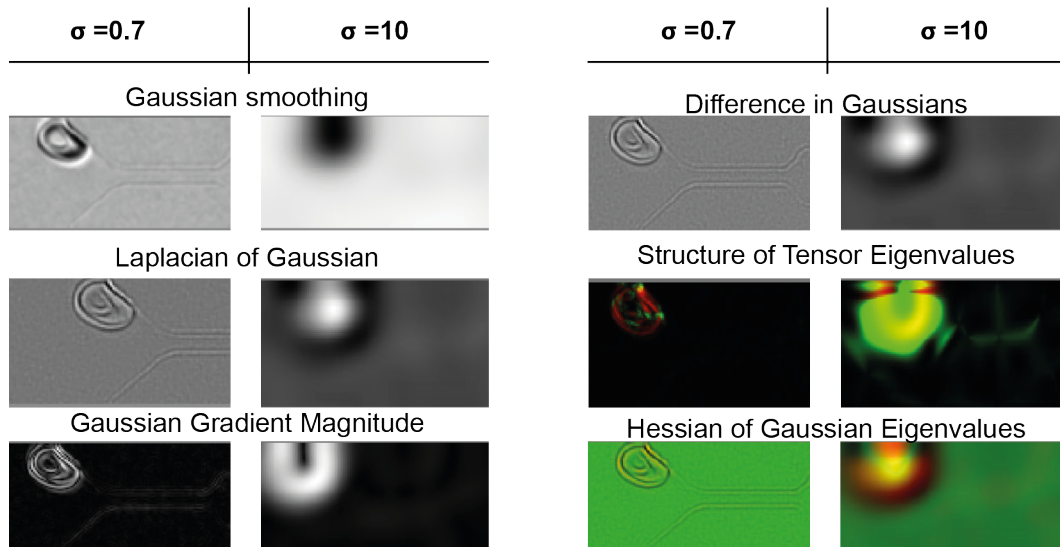 σ =0.7
σ =10
Gaussian smoothing
Laplacian of Gaussian
Gaussian Gradient Magnitude
σ =0.7
σ =10
Difference in Gaussians
Structure of Tensor Eigenvalues
Hessian of Gaussian Eigenvalues